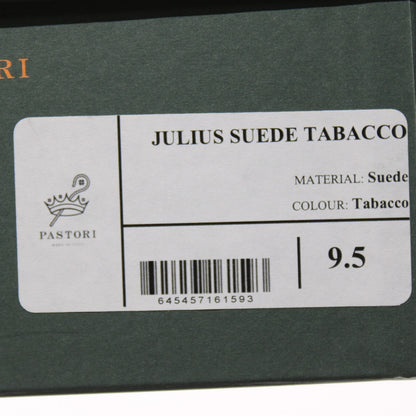 RI
JULIUS SUEDE TABACCO
MATERIAL: Suede
COLOUR: Tabacco
PASTORI
645457161593
9.5